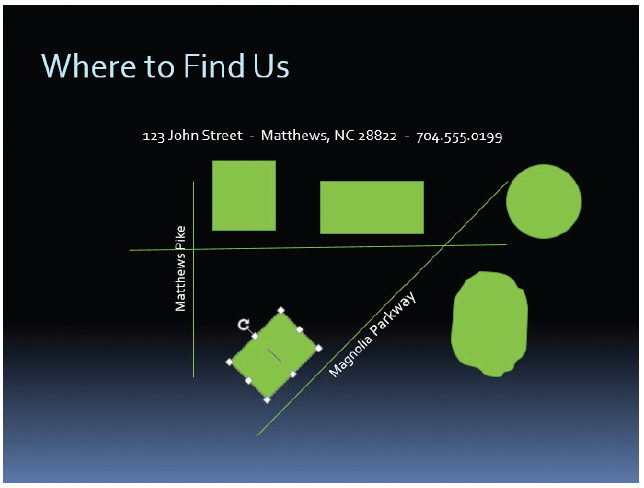 Where to Find Us
123 John Street - Matthews, NC 28822 - 704.555.0199
Matthews Pike
Magnolia Parkway